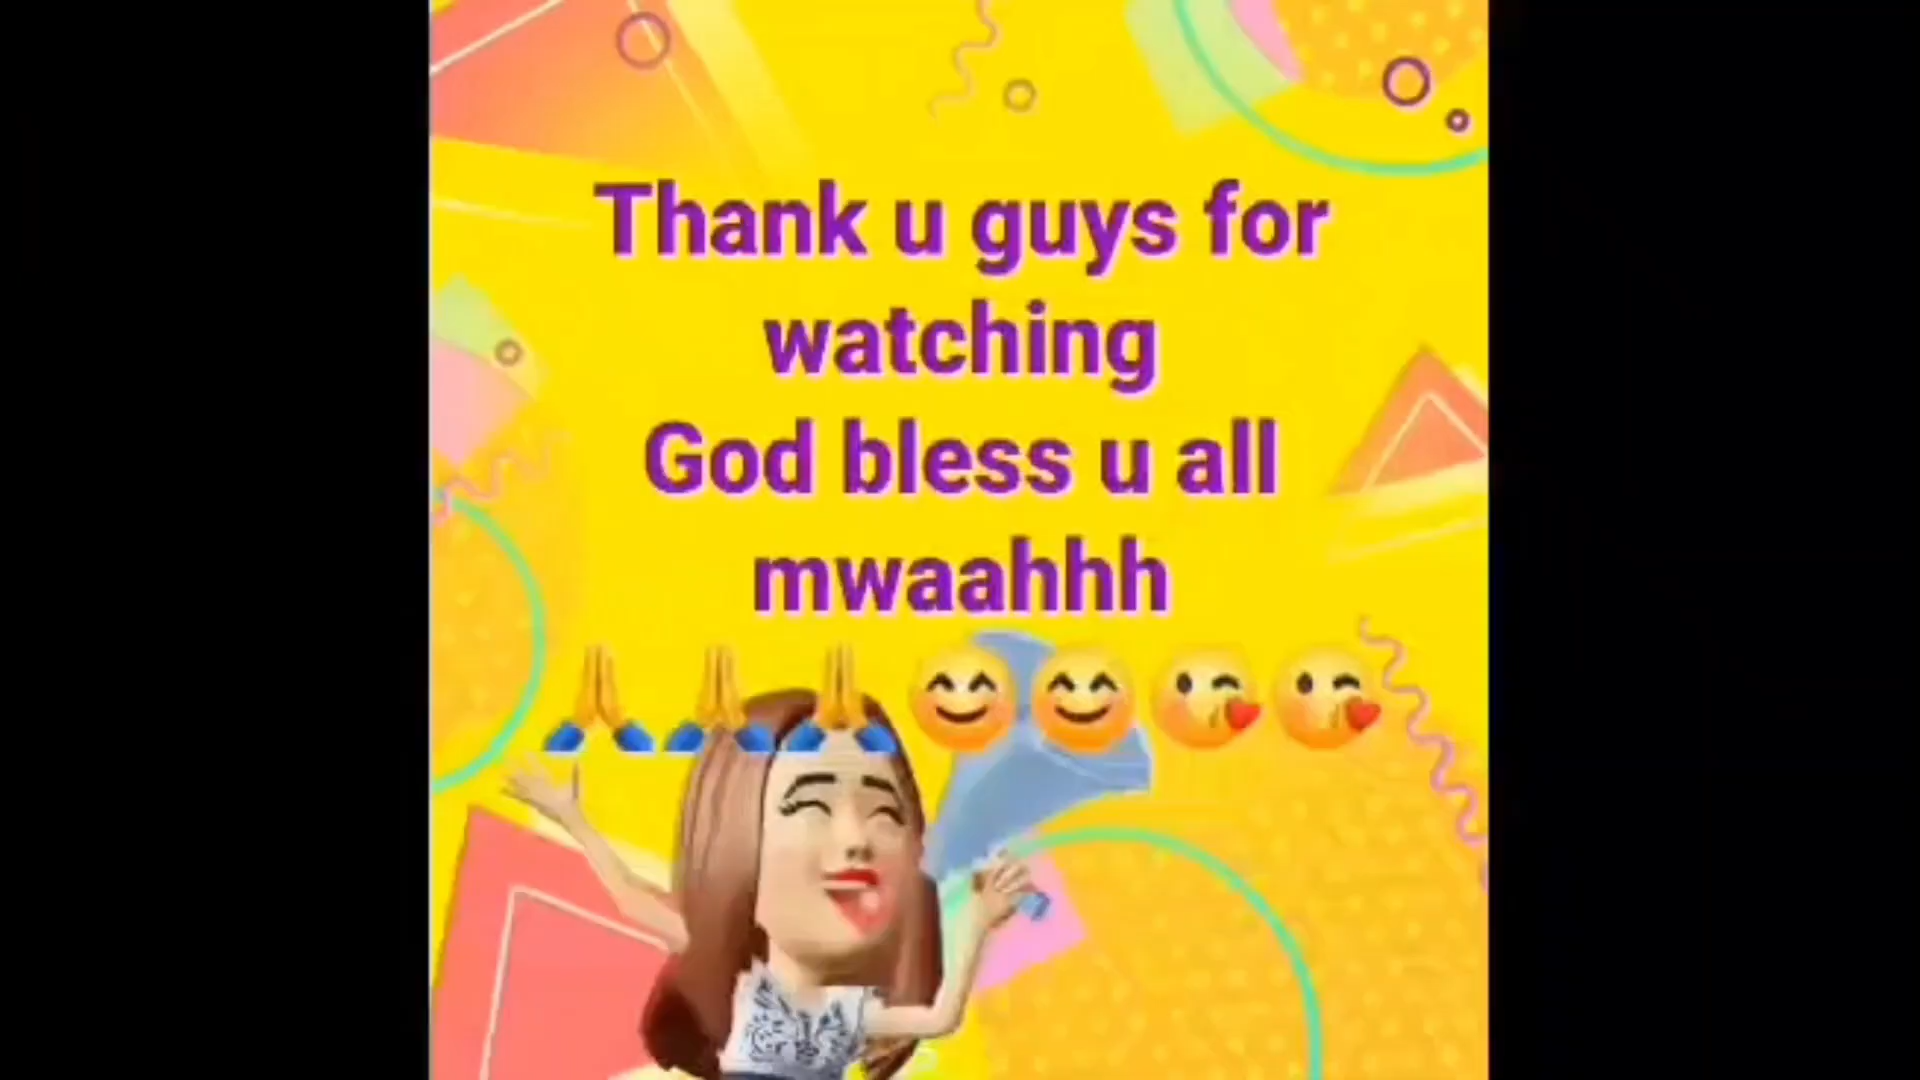 Thank u guys for
watching
God bless u all
mwaahhh
🙏🙏🙏😊😊😘😘